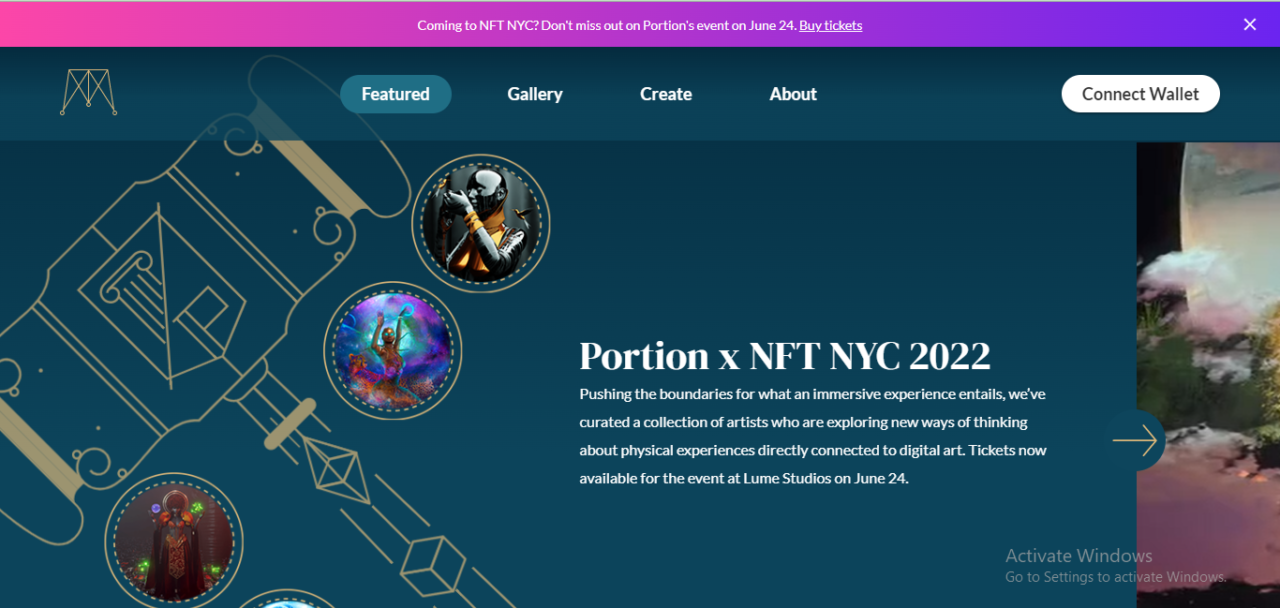 Coming to NFT NYC? Don't miss out on Portion's event on June 24. Buy tickets
Featured
Gallery
Create
About
Connect Wallet
Portion x NFT NYC 2022
Pushing the boundaries for what an immersive experience entails, we've
curated a collection of artists who are exploring new ways of thinking
about physical experiences directly connected to digital art. Tickets now
available for the event at Lume Studios on June 24.
Activate Windows
Go to Settings to activate Windows.